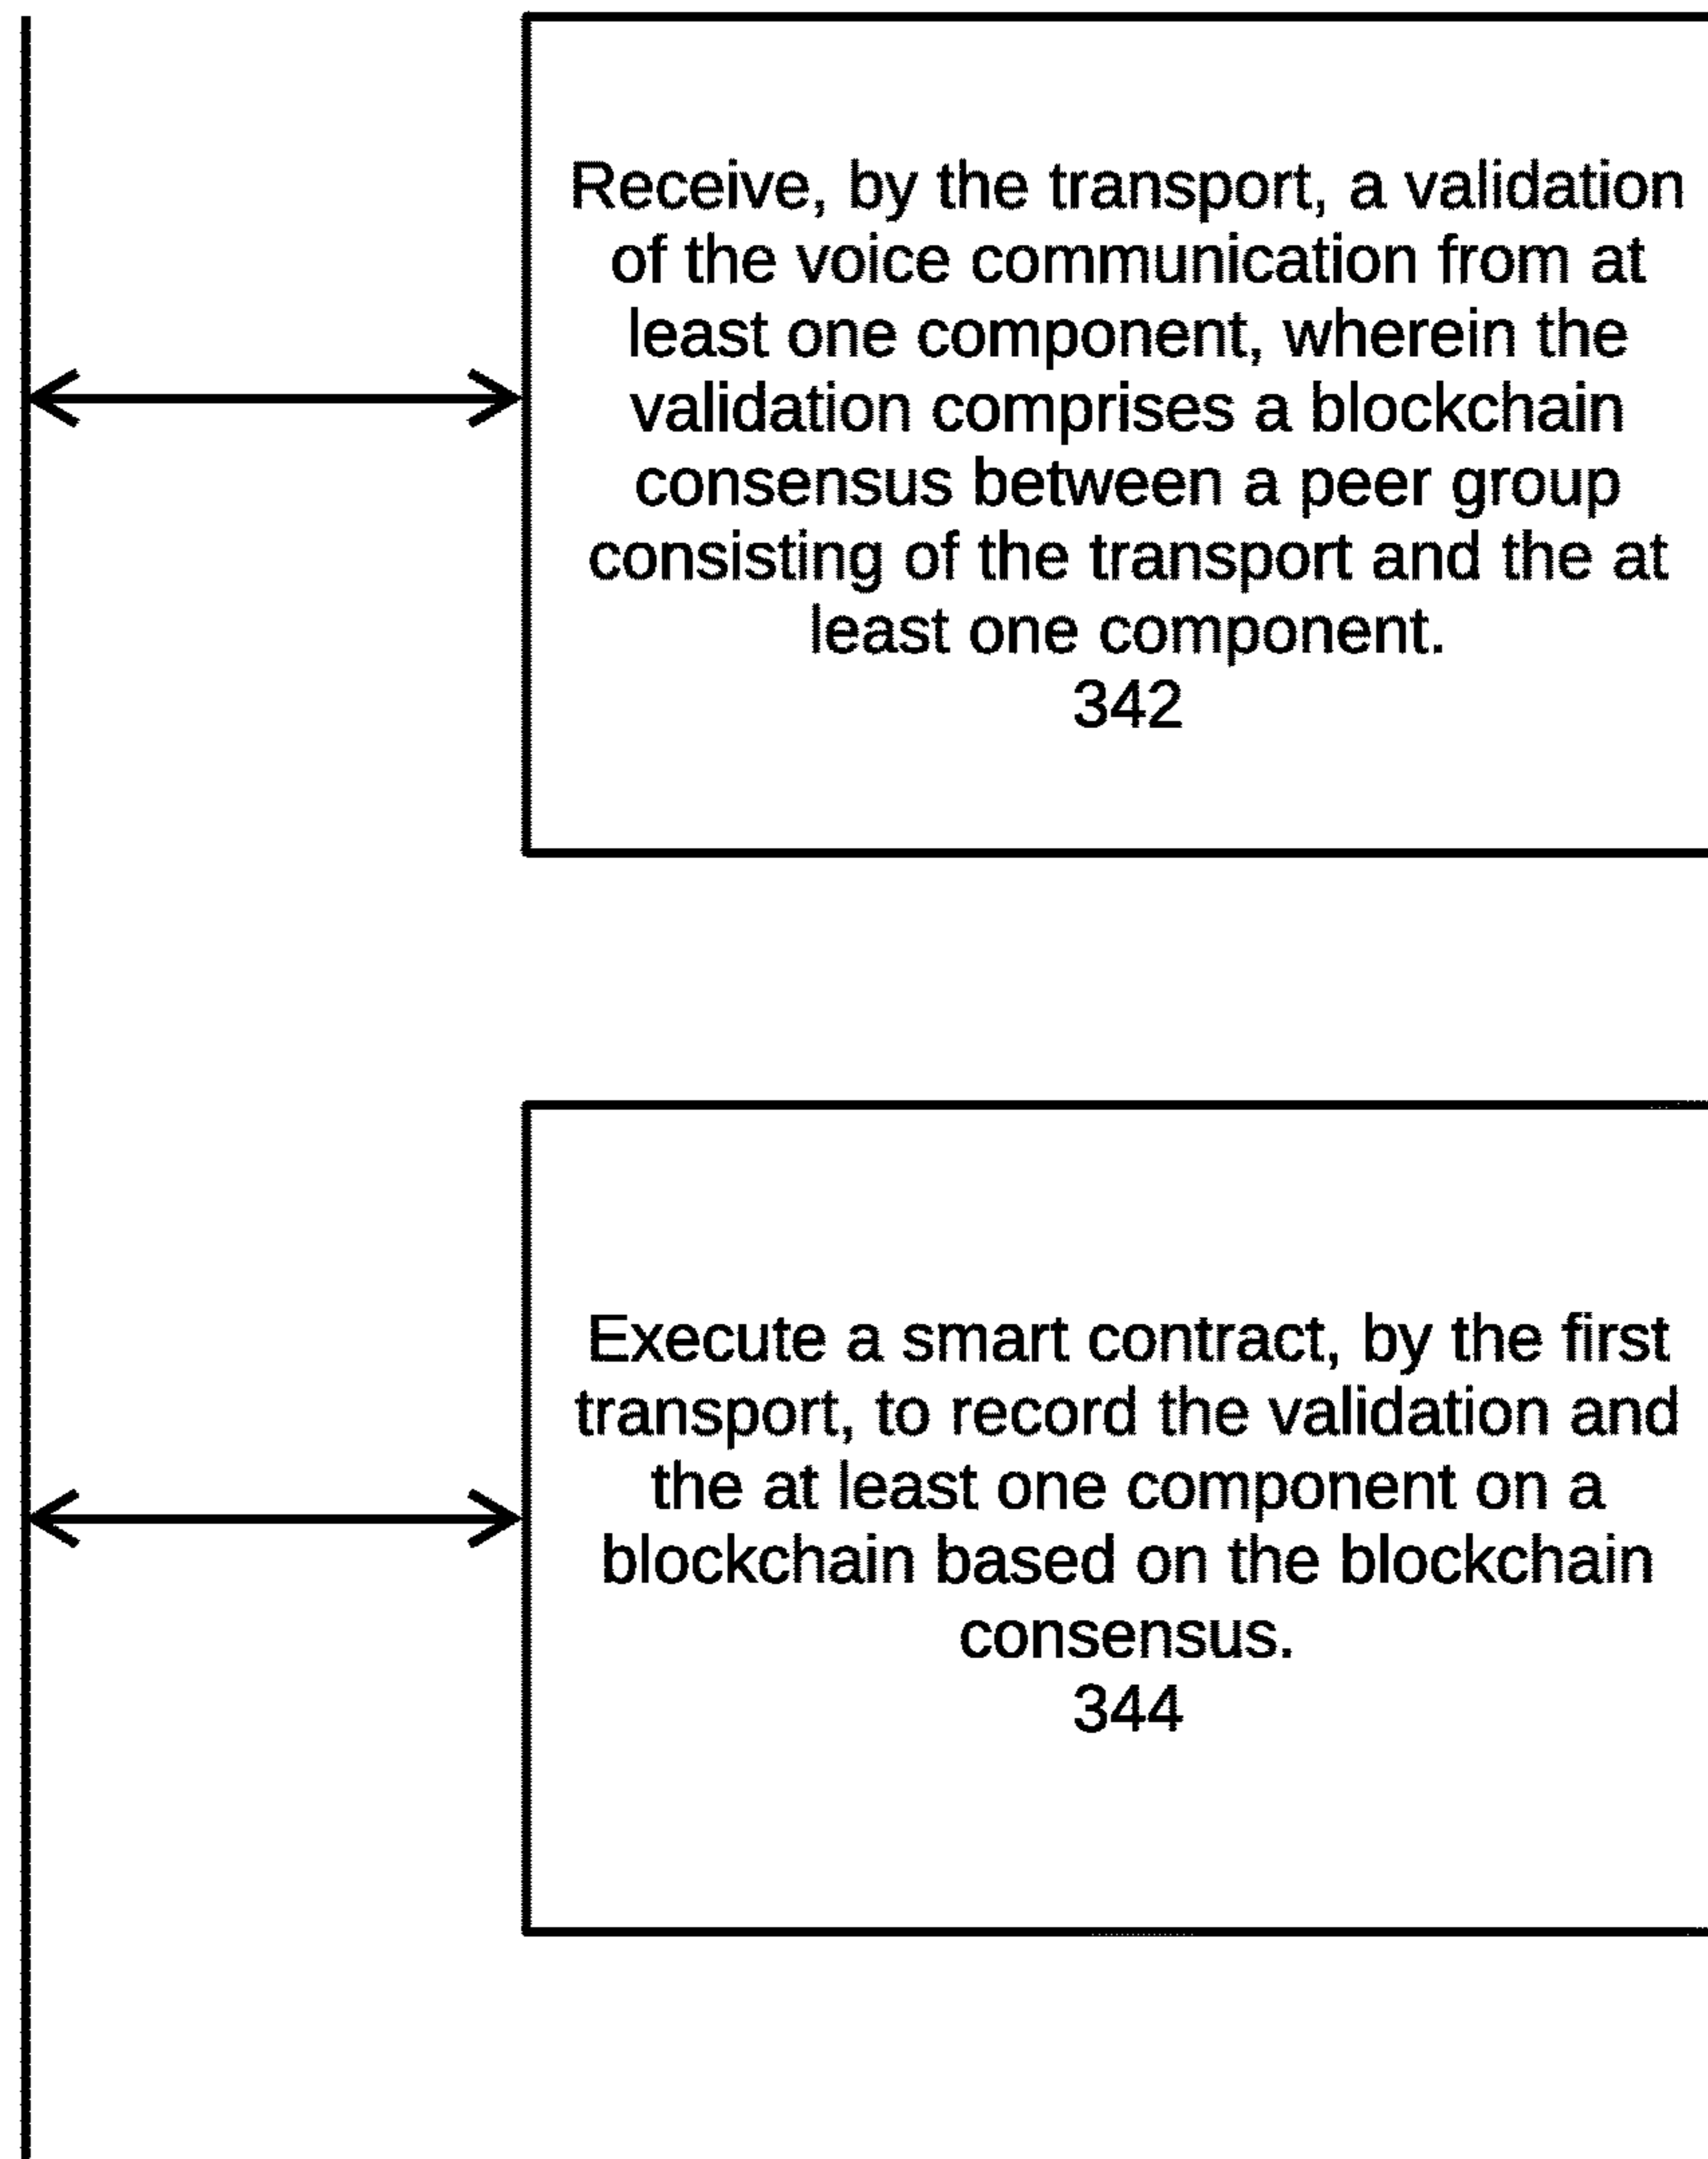 Receive, by the transport, a validation
of the voice communication from at
least one component, wherein the
validation comprises a blockchain
consensus between a peer group
consisting of the transport and the at
least one component.
342
Execute a smart contract, by the first
transport, to record the validation and
the at least one component on a
blockchain based on the blockchain
consensus.
344